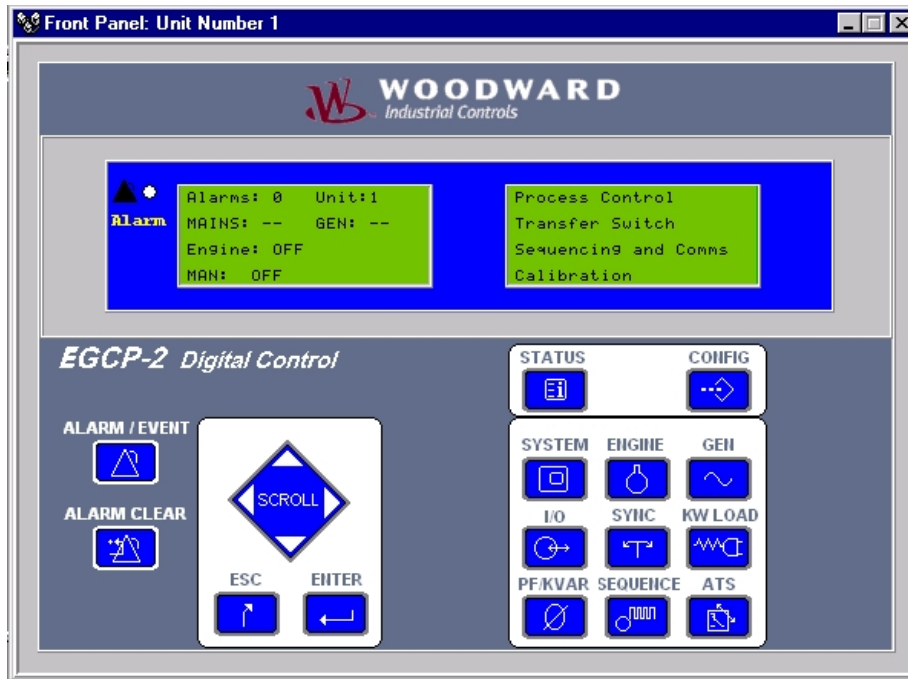 Front Panel: Unit Number 1
WOODWARD
Industrial Controls
Alarm
Alarms: 0 Unit:1
MAINS: -- GEN: --
Engine: OFF
MAN: OFF
Process Control
Transfer Switch
Sequencing and Comms
Calibration
EGCP-2 Digital Control
STATUS CONFIG
ALARM / EVENT
ALARM CLEAR
SCROLL
ESC ENTER
SYSTEM ENGINE GEN
I/O SYNC KW LOAD
PF/KVAR SEQUENCE ATS